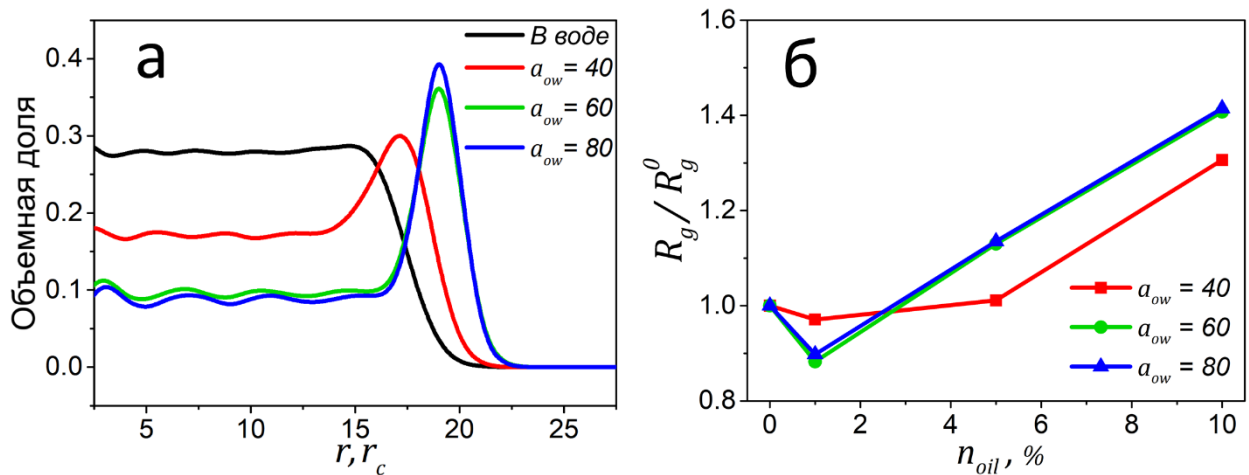 а
В воде
a_ow = 40
a_ow = 60
a_ow = 80
0.4
0.3
0.2
0.1
0.0
Объемная доля
5 10 15 20 25
r, r_c
б
1.6
1.4
1.2
1.0
0.8
R_g / R_g^0
a_ow = 40
a_ow = 60
a_ow = 80
0 2 4 6 8 10
n_oil , %